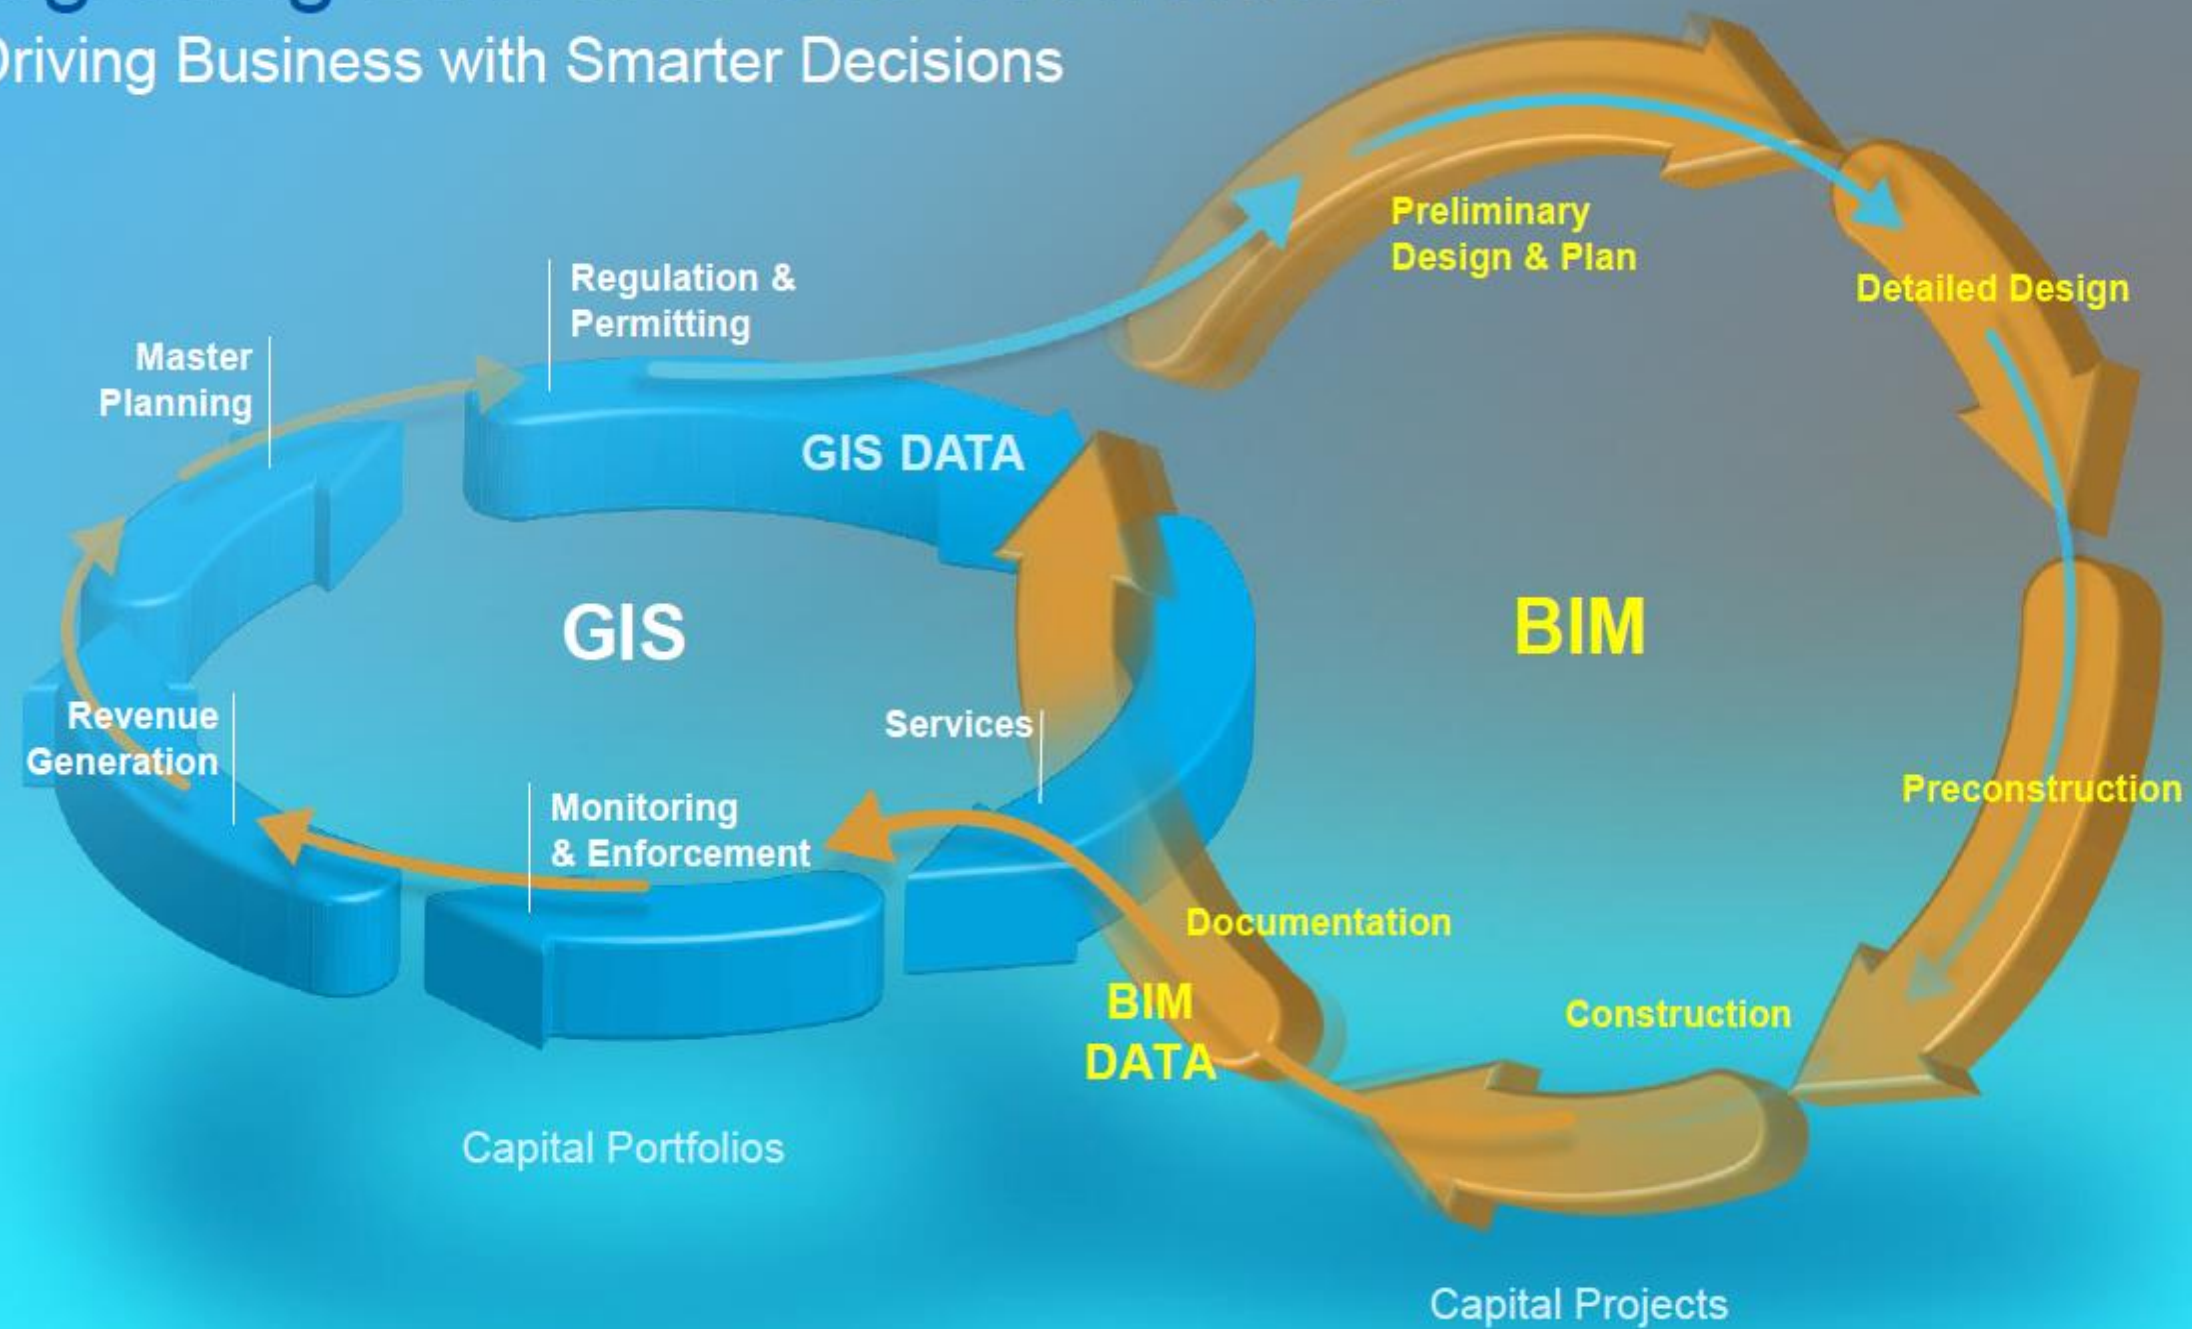 Driving Business with Smarter Decisions
Preliminary
Design & Plan
Regulation &
Permitting
Detailed Design
Master
Planning
GIS DATA
GIS
BIM
Revenue
Generation
Services
Monitoring
& Enforcement
Preconstruction
Documentation
BIM
DATA
Construction
Capital Portfolios
Capital Projects